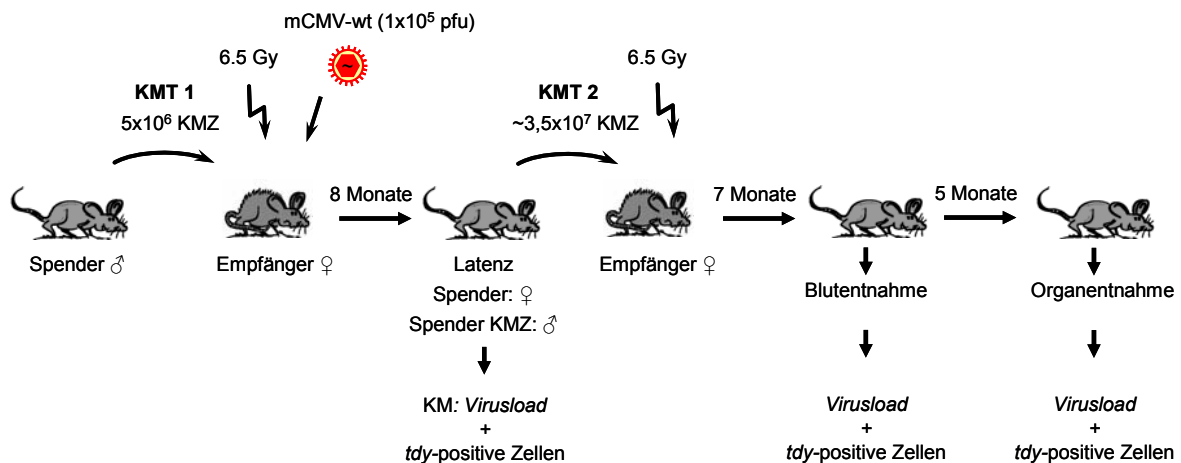 mCMV-wt (1x10⁵ pfu)
6.5 Gy
6.5 Gy
~
KMT 1
KMT 2
5x10⁶ KMZ
~3,5x10⁷ KMZ
8 Monate
7 Monate
5 Monate
Spender ♂
Empfänger ♀
Latenz
Empfänger ♀
Blutentnahme
Organentnahme
Spender: ♀
Spender KMZ: ♂
KM: Virusload
+
tdy-positive Zellen
Virusload
+
tdy-positive Zellen
Virusload
+
tdy-positive Zellen